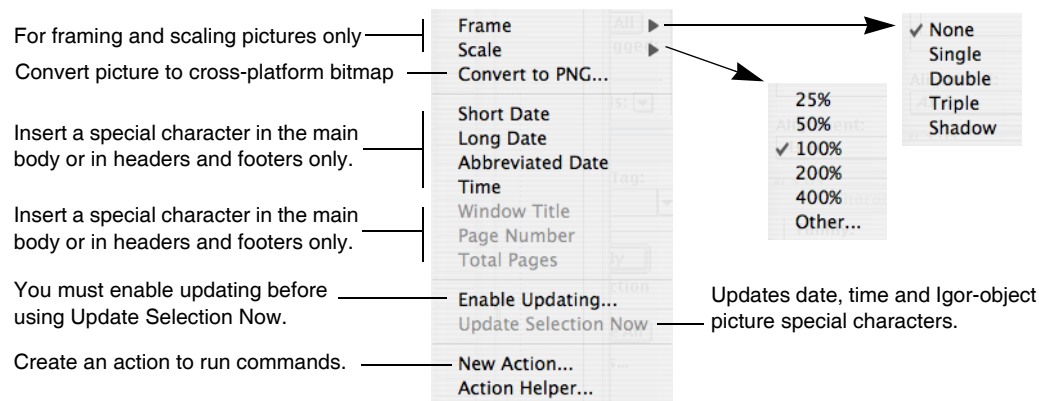 For framing and scaling pictures only
Convert picture to cross-platform bitmap
Insert a special character in the main
body or in headers and footers only.
Insert a special character in the main
body or in headers and footers only.
You must enable updating before
using Update Selection Now.
Create an action to run commands.
Frame
Scale
Convert to PNG...
Short Date
Long Date
Abbreviated Date
Time
Window Title
Page Number
Total Pages
Enable Updating...
Update Selection Now
New Action...
Action Helper...
25%
50%
✓ 100%
200%
400%
Other...
✓ None
Single
Double
Triple
Shadow
Updates date, time and Igor-object
picture special characters.